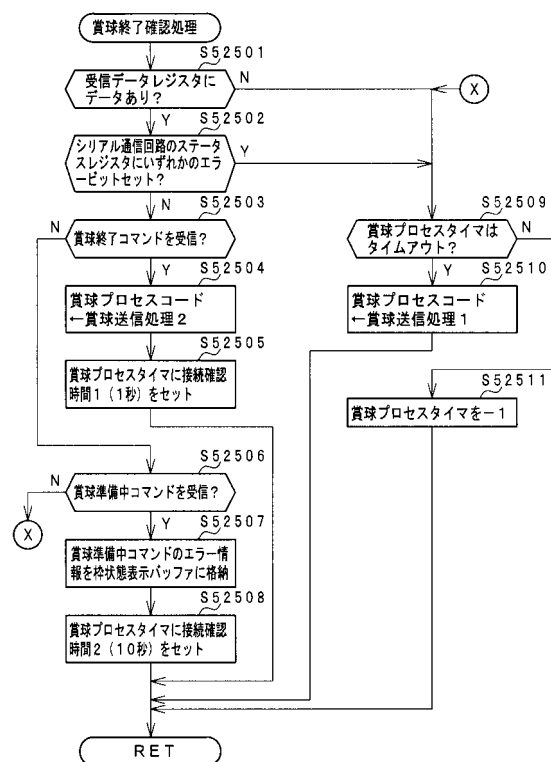 賞球終了確認処理
S52501
受信データレジスタに
データあり?
N
X
Y
S52502
シリアル通信回路のステータ
スレジスタにいずれかのエラ
ービットセット?
Y
N
S52503
賞球終了コマンドを受信?
N
Y
S52504
賞球プロセスコード
←賞球送信処理2
S52505
賞球プロセスタイマに接続確認
時間1(1秒)をセット
S52506
賞球準備中コマンドを受信?
N
X
Y
S52507
賞球準備中コマンドのエラー情
報を枠状態表示バッファに格納
S52508
賞球プロセスタイマに接続確認
時間2(10秒)をセット
S52509
賞球プロセスタイマは
タイムアウト?
N
Y
S52510
賞球プロセスコード
←賞球送信処理1
S52511
賞球プロセスタイマを-1
RET